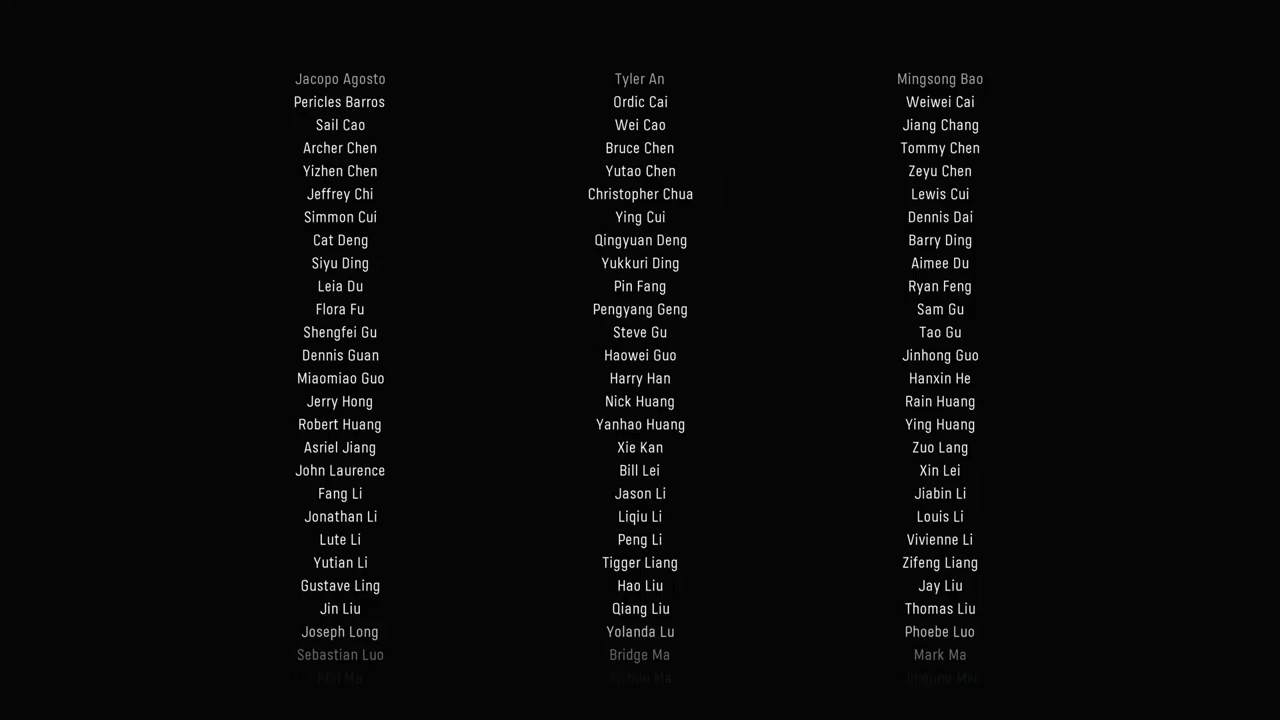 Jacopo Agosto Tyler An Mingsong Bao
Pericles Barros Ordic Cai Weiwei Cai
Sail Cao Wei Cao Jiang Chang
Archer Chen Bruce Chen Tommy Chen
Yizhen Chen Yutao Chen Zeyu Chen
Jeffrey Chi Christopher Chua Lewis Cui
Simmon Cui Ying Cui Dennis Dai
Cat Deng Qingyuan Deng Barry Ding
Siyu Ding Yukkuri Ding Aimee Du
Leia Du Pin Fang Ryan Feng
Flora Fu Pengyang Geng Sam Gu
Shengfei Gu Steve Gu Tao Gu
Dennis Guan Haowei Guo Jinhong Guo
Miaomiao Guo Harry Han Hanxin He
Jerry Hong Nick Huang Rain Huang
Robert Huang Yanhao Huang Ying Huang
Asriel Jiang Xie Kan Zuo Lang
John Laurence Bill Lei Xin Lei
Fang Li Jason Li Jiabin Li
Jonathan Li Liqiu Li Louis Li
Lute Li Peng Li Vivienne Li
Yutian Li Tigger Liang Zifeng Liang
Gustave Ling Hao Liu Jay Liu
Jin Liu Qiang Liu Thomas Liu
Joseph Long Yolanda Lu Phoebe Luo
Sebastian Luo Bridge Ma Mark Ma
Ma Ma